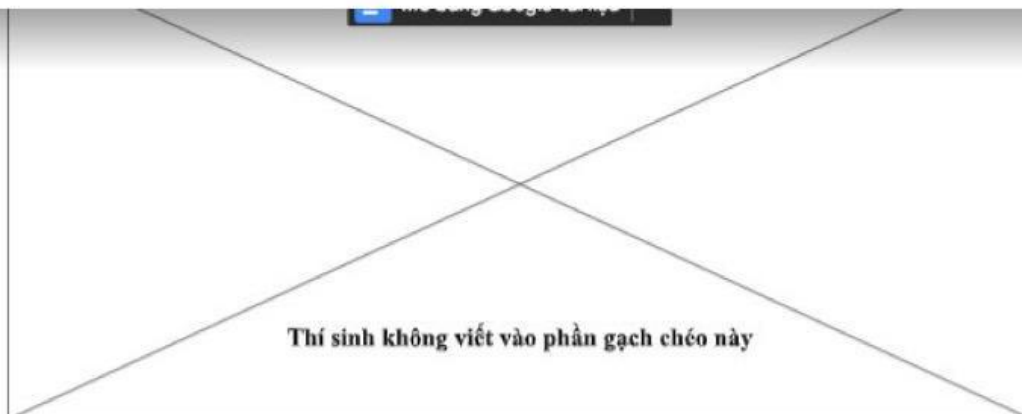 Thí sinh không viết vào phần gạch chéo này